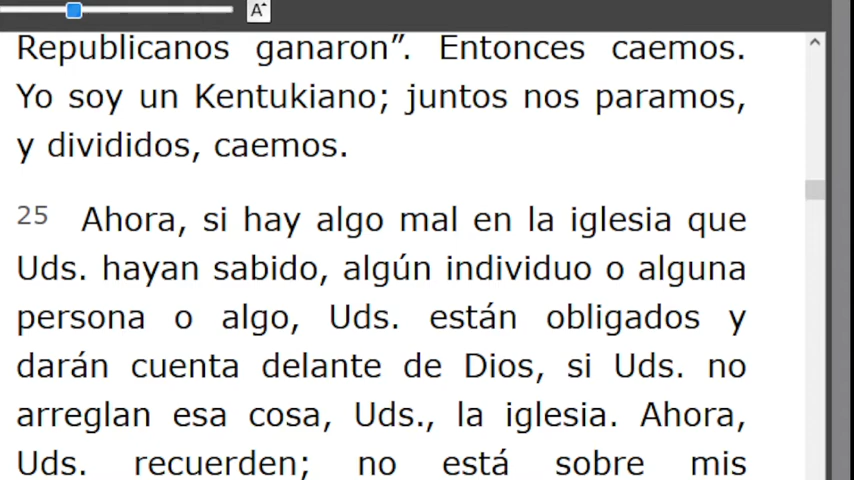 A
Republicanos ganaron”. Entonces caemos.
Yo soy un Kentukiano; juntos nos paramos,
y divididos, caemos.
25 Ahora, si hay algo mal en la iglesia que
Uds. hayan sabido, algún individuo o alguna
persona o algo, Uds. están obligados y
darán cuenta delante de Dios, si Uds. no
arreglan esa cosa, Uds., la iglesia. Ahora,
Uds. recuerden; no está sobre mis